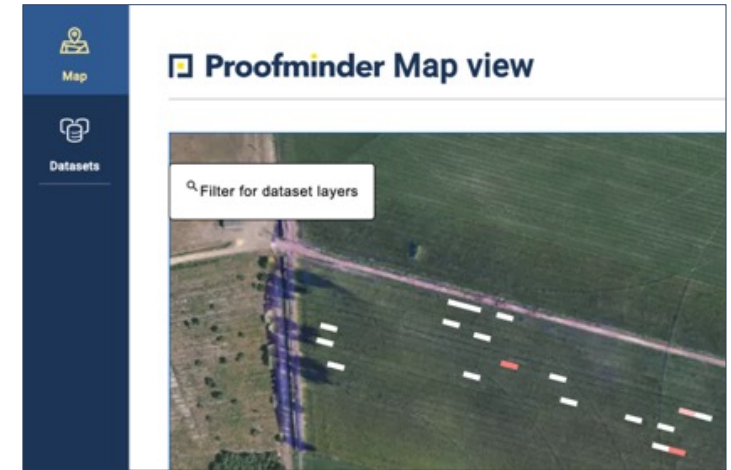 Map
Proofminder Map view
Datasets
Filter for dataset layers